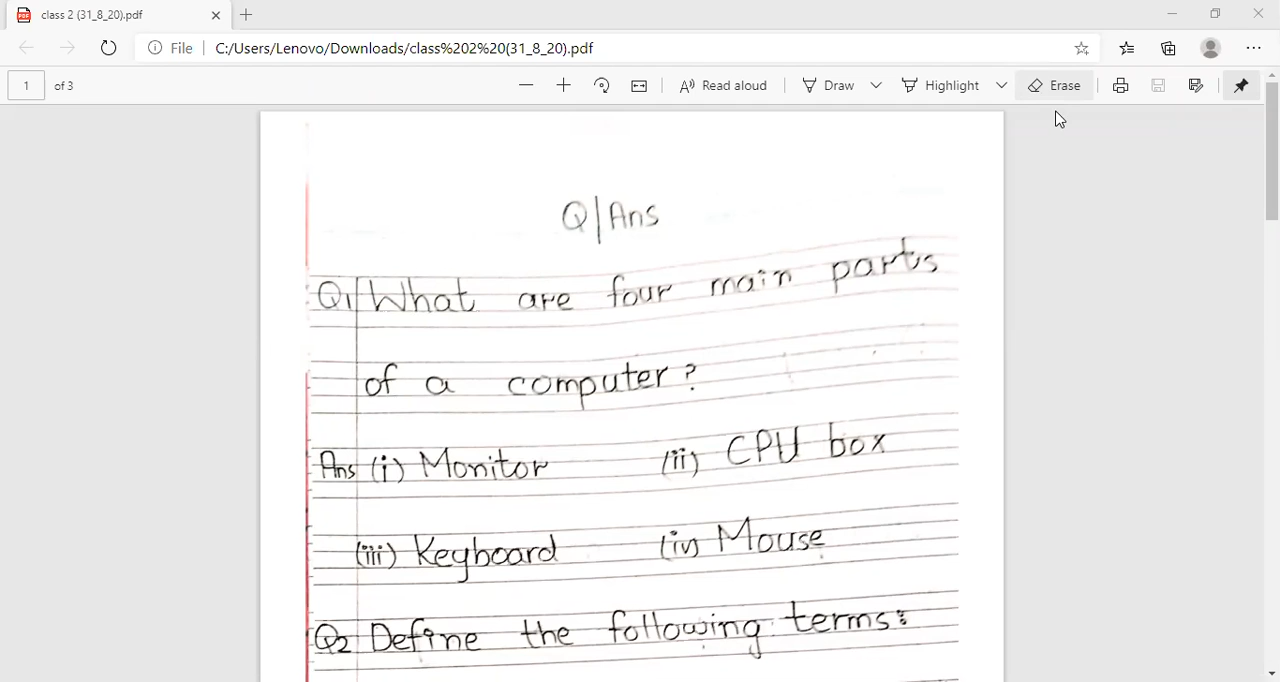 class 2 (31_8_20).pdf
File C:/Users/Lenovo/Downloads/class%202%20(31_8_20).pdf
1 of 3 Read aloud Draw Highlight Erase
Q|Ans
Q1 What are four main parts
of a computer?
Ans (i) Monitor (ii) CPU box
(iii) Keyboard (iv) Mouse
Q2 Define the following terms: